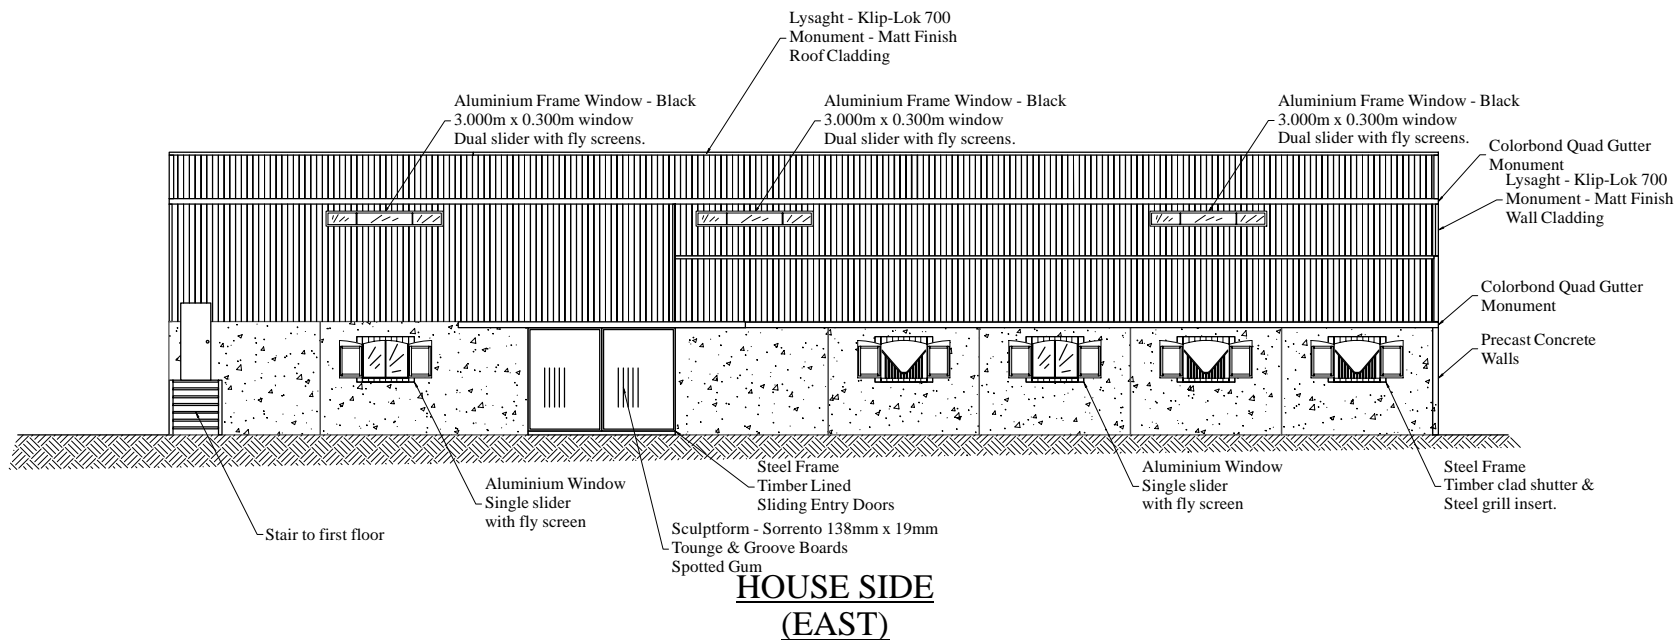 Lysaght - Klip-Lok 700
Monument - Matt Finish
Roof Cladding
Aluminium Frame Window - Black
3.000m x 0.300m window
Dual slider with fly screens.
Aluminium Frame Window - Black
3.000m x 0.300m window
Dual slider with fly screens.
Aluminium Frame Window - Black
3.000m x 0.300m window
Dual slider with fly screens.
Colorbond Quad Gutter
Monument
Lysaght - Klip-Lok 700
Monument - Matt Finish
Wall Cladding
Colorbond Quad Gutter
Monument
Precast Concrete
Walls
Aluminium Window
Single slider
with fly screen
Stair to first floor
Steel Frame
Timber Lined
Sliding Entry Doors
Sculptform - Sorrento 138mm x 19mm
Tounge & Groove Boards
Spotted Gum
Aluminium Window
Single slider
with fly screen
Steel Frame
Timber clad shutter &
Steel grill insert.
HOUSE SIDE
(EAST)